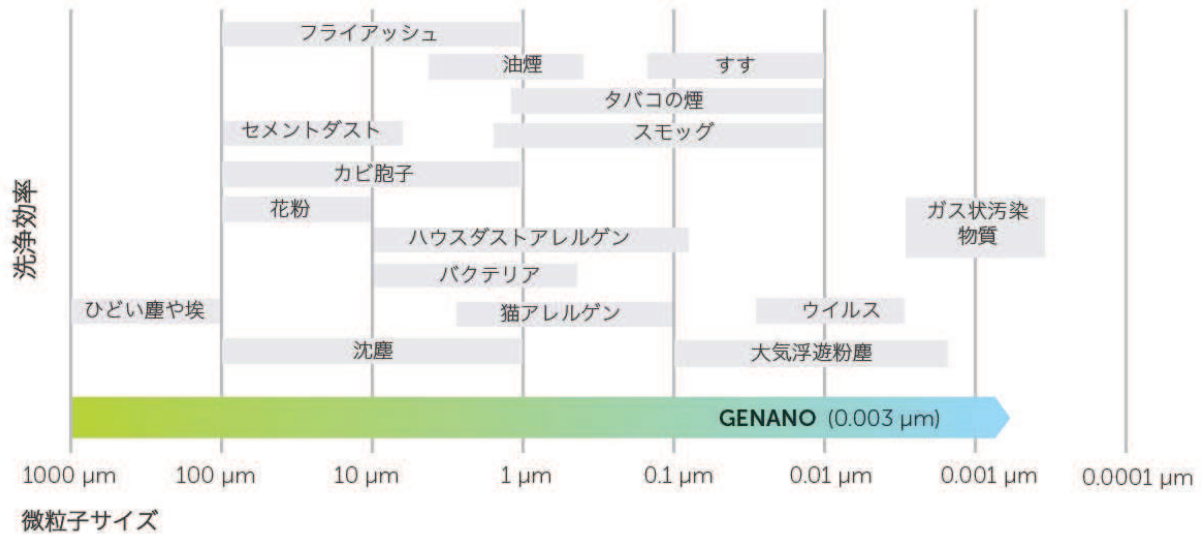 フライアッシュ
油煙 すす
タバコの煙
セメントダスト スモッグ
カビ胞子
花粉
ガス状汚染
物質
ハウスダストアレルゲン
バクテリア
ひどい塵や埃 猫アレルゲン ウイルス
沈塵 大気浮遊粉塵
洗浄効率
GENANO (0.003 µm)
1000 µm 100 µm 10 µm 1 µm 0.1 µm 0.01 µm 0.001 µm 0.0001 µm
微粒子サイズ